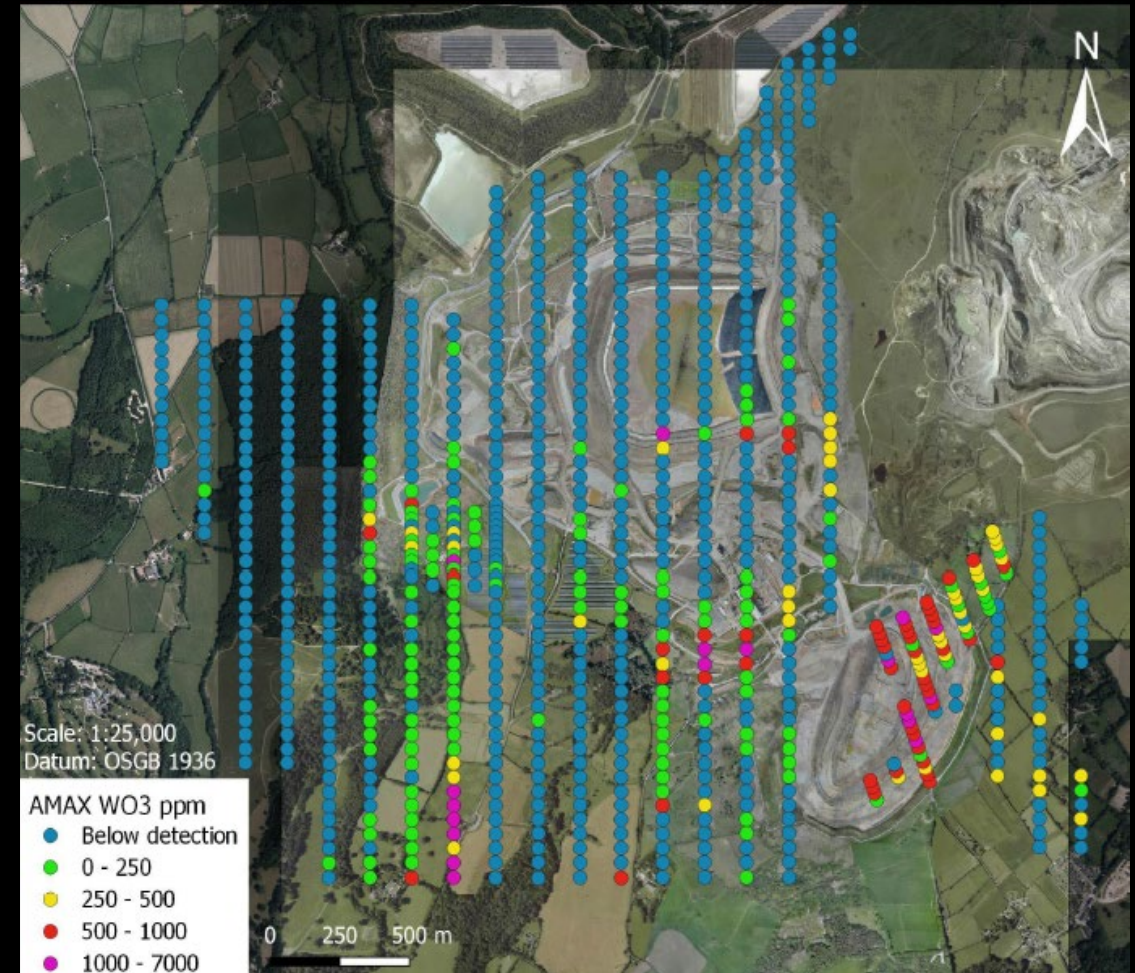 N
Scale: 1:25,000
Datum: OSGB 1936
AMAX WO3 ppm
Below detection
0 - 250
250 - 500
500 - 1000
1000 - 7000
0 250 500 m